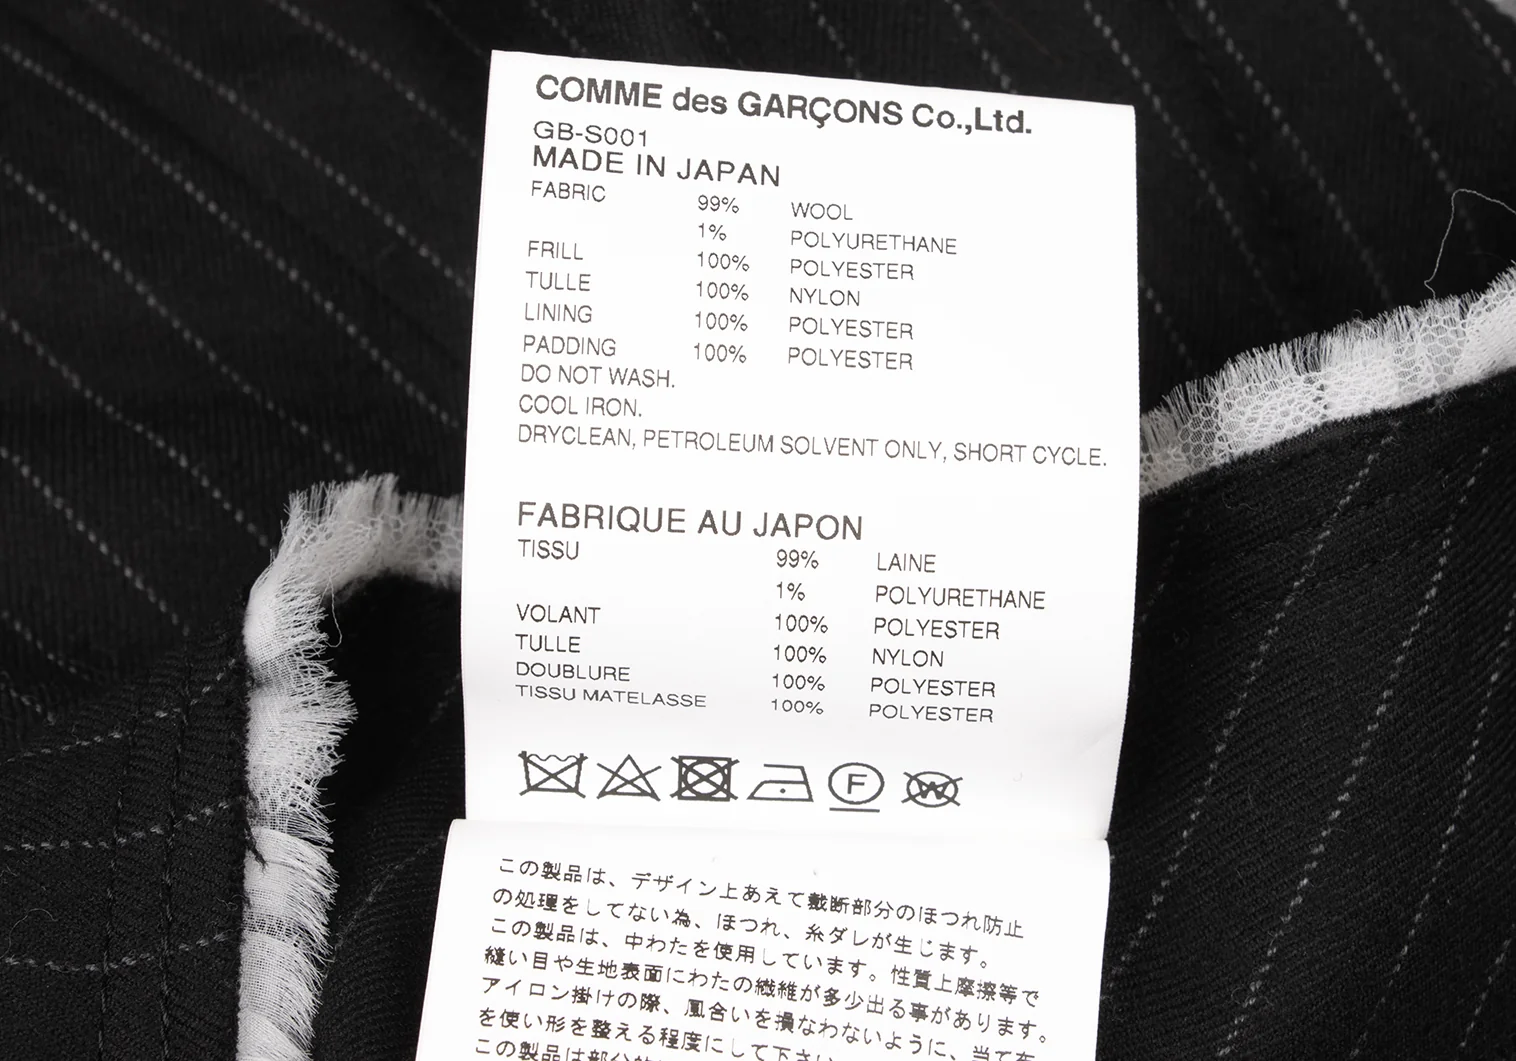 COMME des GARÇONS Co.,Ltd.
GB-S001
MADE IN JAPAN
FABRIC 99% WOOL
1% POLYURETHANE
FRILL 100% POLYESTER
TULLE 100% NYLON
LINING 100% POLYESTER
PADDING 100% POLYESTER
DO NOT WASH.
COOL IRON.
DRYCLEAN, PETROLEUM SOLVENT ONLY, SHORT CYCLE.
FABRIQUE AU JAPON
TISSU 99% LAINE
1% POLYURETHANE
VOLANT 100% POLYESTER
TULLE 100% NYLON
DOUBLURE 100% POLYESTER
TISSU MATELASSE 100% POLYESTER
F W
この製品は、デザイン上あえて裁断部分のほつれ防止
の処理をしてない為、ほつれ、糸ダレが生じます。
この製品は、中わたを使用しています。性質上摩擦等で
縫い目や生地表面にわたの繊維が多少出る事があります。
アイロン掛けの際、風合いを損なわないように、当て布
を使い形を整える程度にして下さい
この製品は部分的